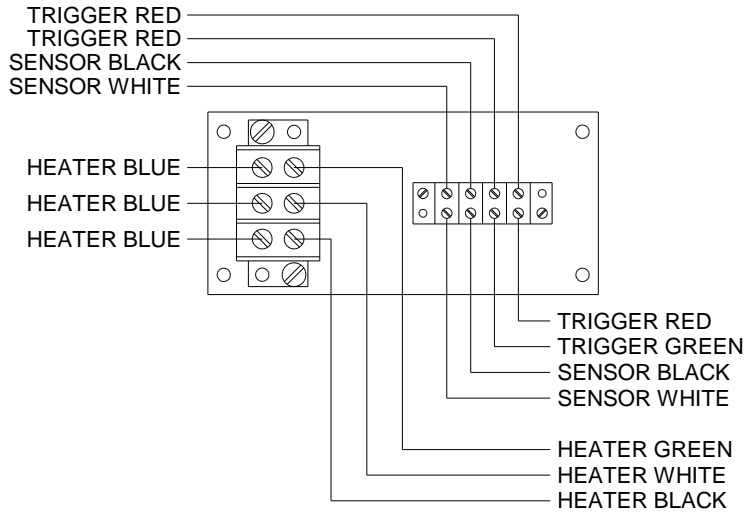 TRIGGER RED
TRIGGER RED
SENSOR BLACK
SENSOR WHITE
HEATER BLUE
HEATER BLUE
HEATER BLUE
TRIGGER RED
TRIGGER GREEN
SENSOR BLACK
SENSOR WHITE
HEATER GREEN
HEATER WHITE
HEATER BLACK